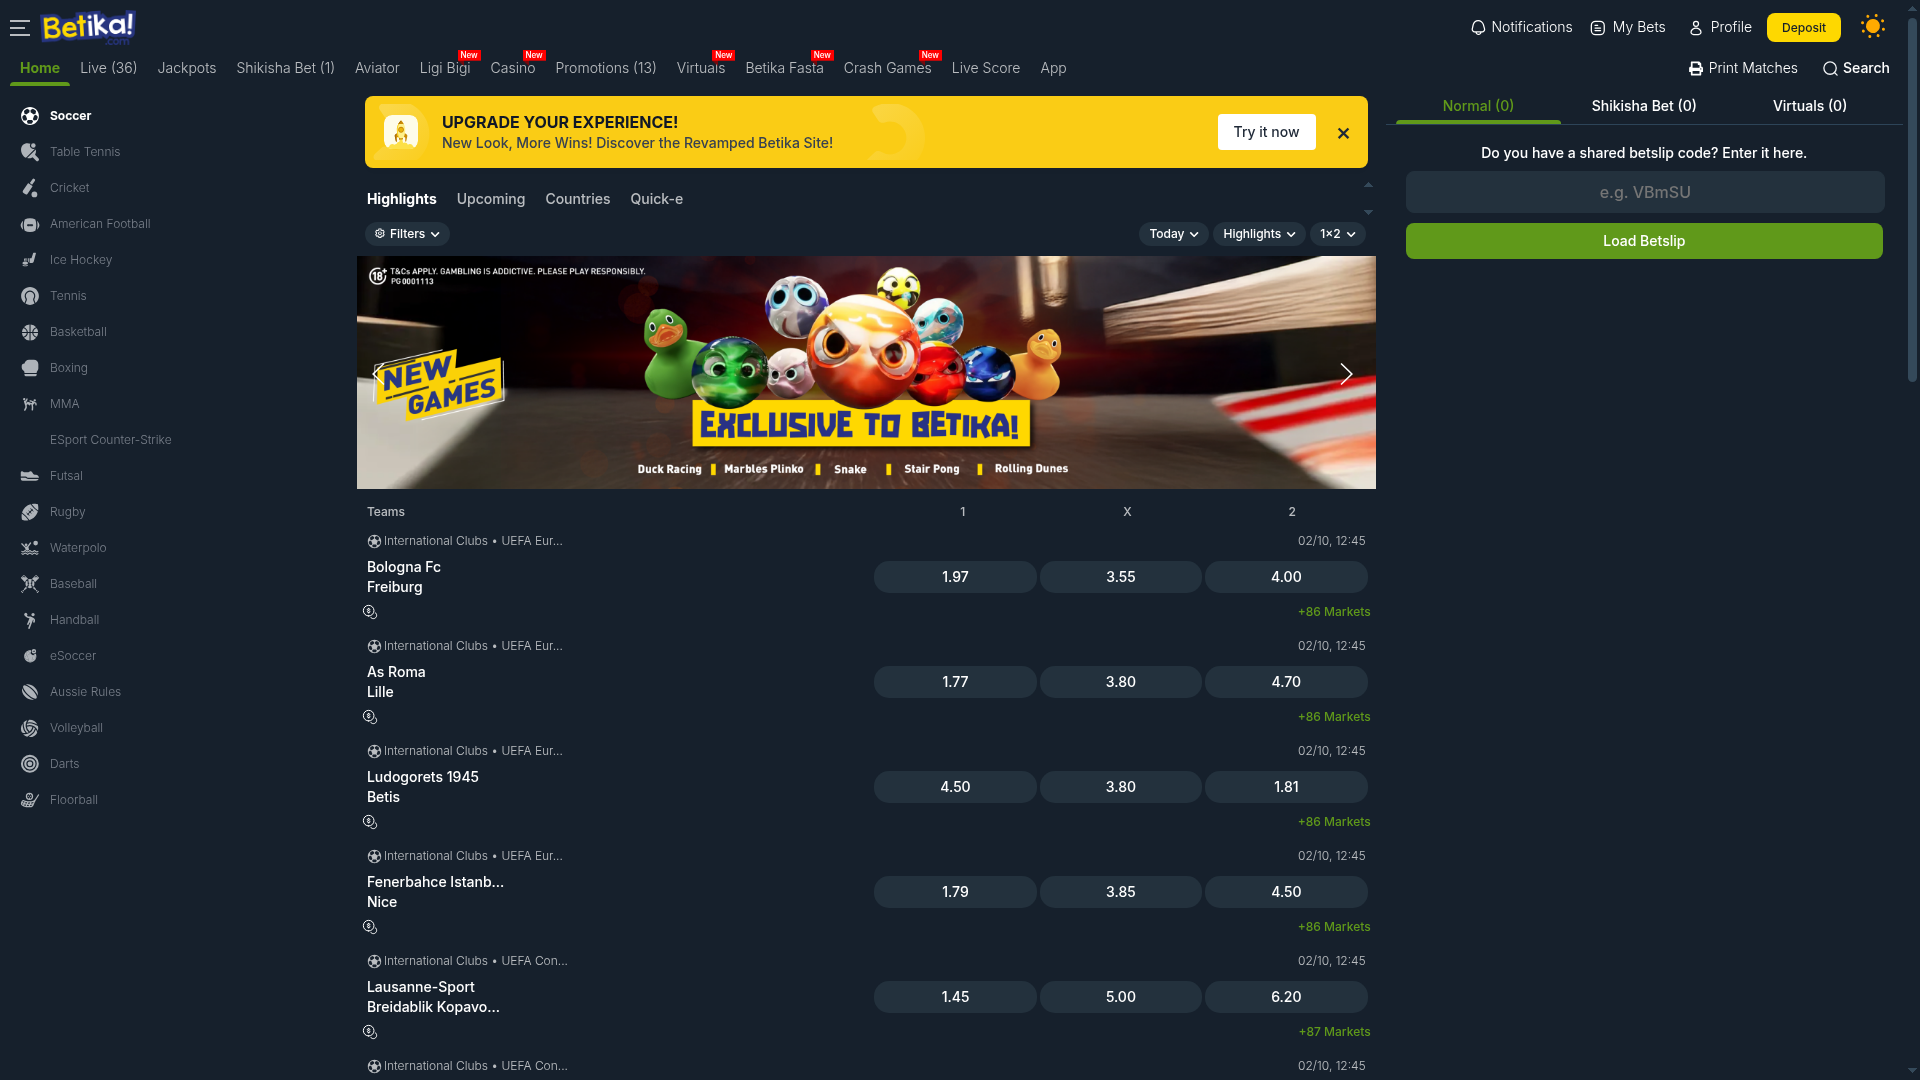 Betika!
.com
Notifications
My Bets
Profile
Deposit
Home
Live (36)
Jackpots
Shikisha Bet (1)
Aviator
Ligi Bigi
New
Casino
New
Promotions (13)
Virtuals
New
Betika Fasta
New
Crash Games
New
Live Score
App
Print Matches
Search
Soccer
Table Tennis
Cricket
American Football
Ice Hockey
Tennis
Basketball
Boxing
MMA
ESport Counter-Strike
Futsal
Rugby
Waterpolo
Baseball
Handball
eSoccer
Aussie Rules
Volleyball
Darts
Floorball
UPGRADE YOUR EXPERIENCE!
New Look, More Wins! Discover the Revamped Betika Site!
Try it now
Highlights
Upcoming
Countries
Quick-e
Filters
Today
Highlights
1×2
18+
T&Cs APPLY. GAMBLING IS ADDICTIVE. PLEASE PLAY RESPONSIBLY.
PG0001113
NEW
GAMES
EXCLUSIVE TO BETIKA!
Duck Racing
Marbles Plinko
Snake
Stair Pong
Rolling Dunes
Teams 1 X 2
International Clubs • UEFA Eur... 02/10, 12:45
Bologna Fc
Freiburg
1.97 3.55 4.00
+86 Markets
International Clubs • UEFA Eur... 02/10, 12:45
As Roma
Lille
1.77 3.80 4.70
+86 Markets
International Clubs • UEFA Eur... 02/10, 12:45
Ludogorets 1945
Betis
4.50 3.80 1.81
+86 Markets
International Clubs • UEFA Eur... 02/10, 12:45
Fenerbahce Istanb...
Nice
1.79 3.85 4.50
+86 Markets
International Clubs • UEFA Con... 02/10, 12:45
Lausanne-Sport
Breidablik Kopavo...
1.45 5.00 6.20
+87 Markets
International Clubs • UEFA Con... 02/10, 12:45
Normal (0)
Shikisha Bet (0)
Virtuals (0)
Do you have a shared betslip code? Enter it here.
e.g. VBmSU
Load Betslip